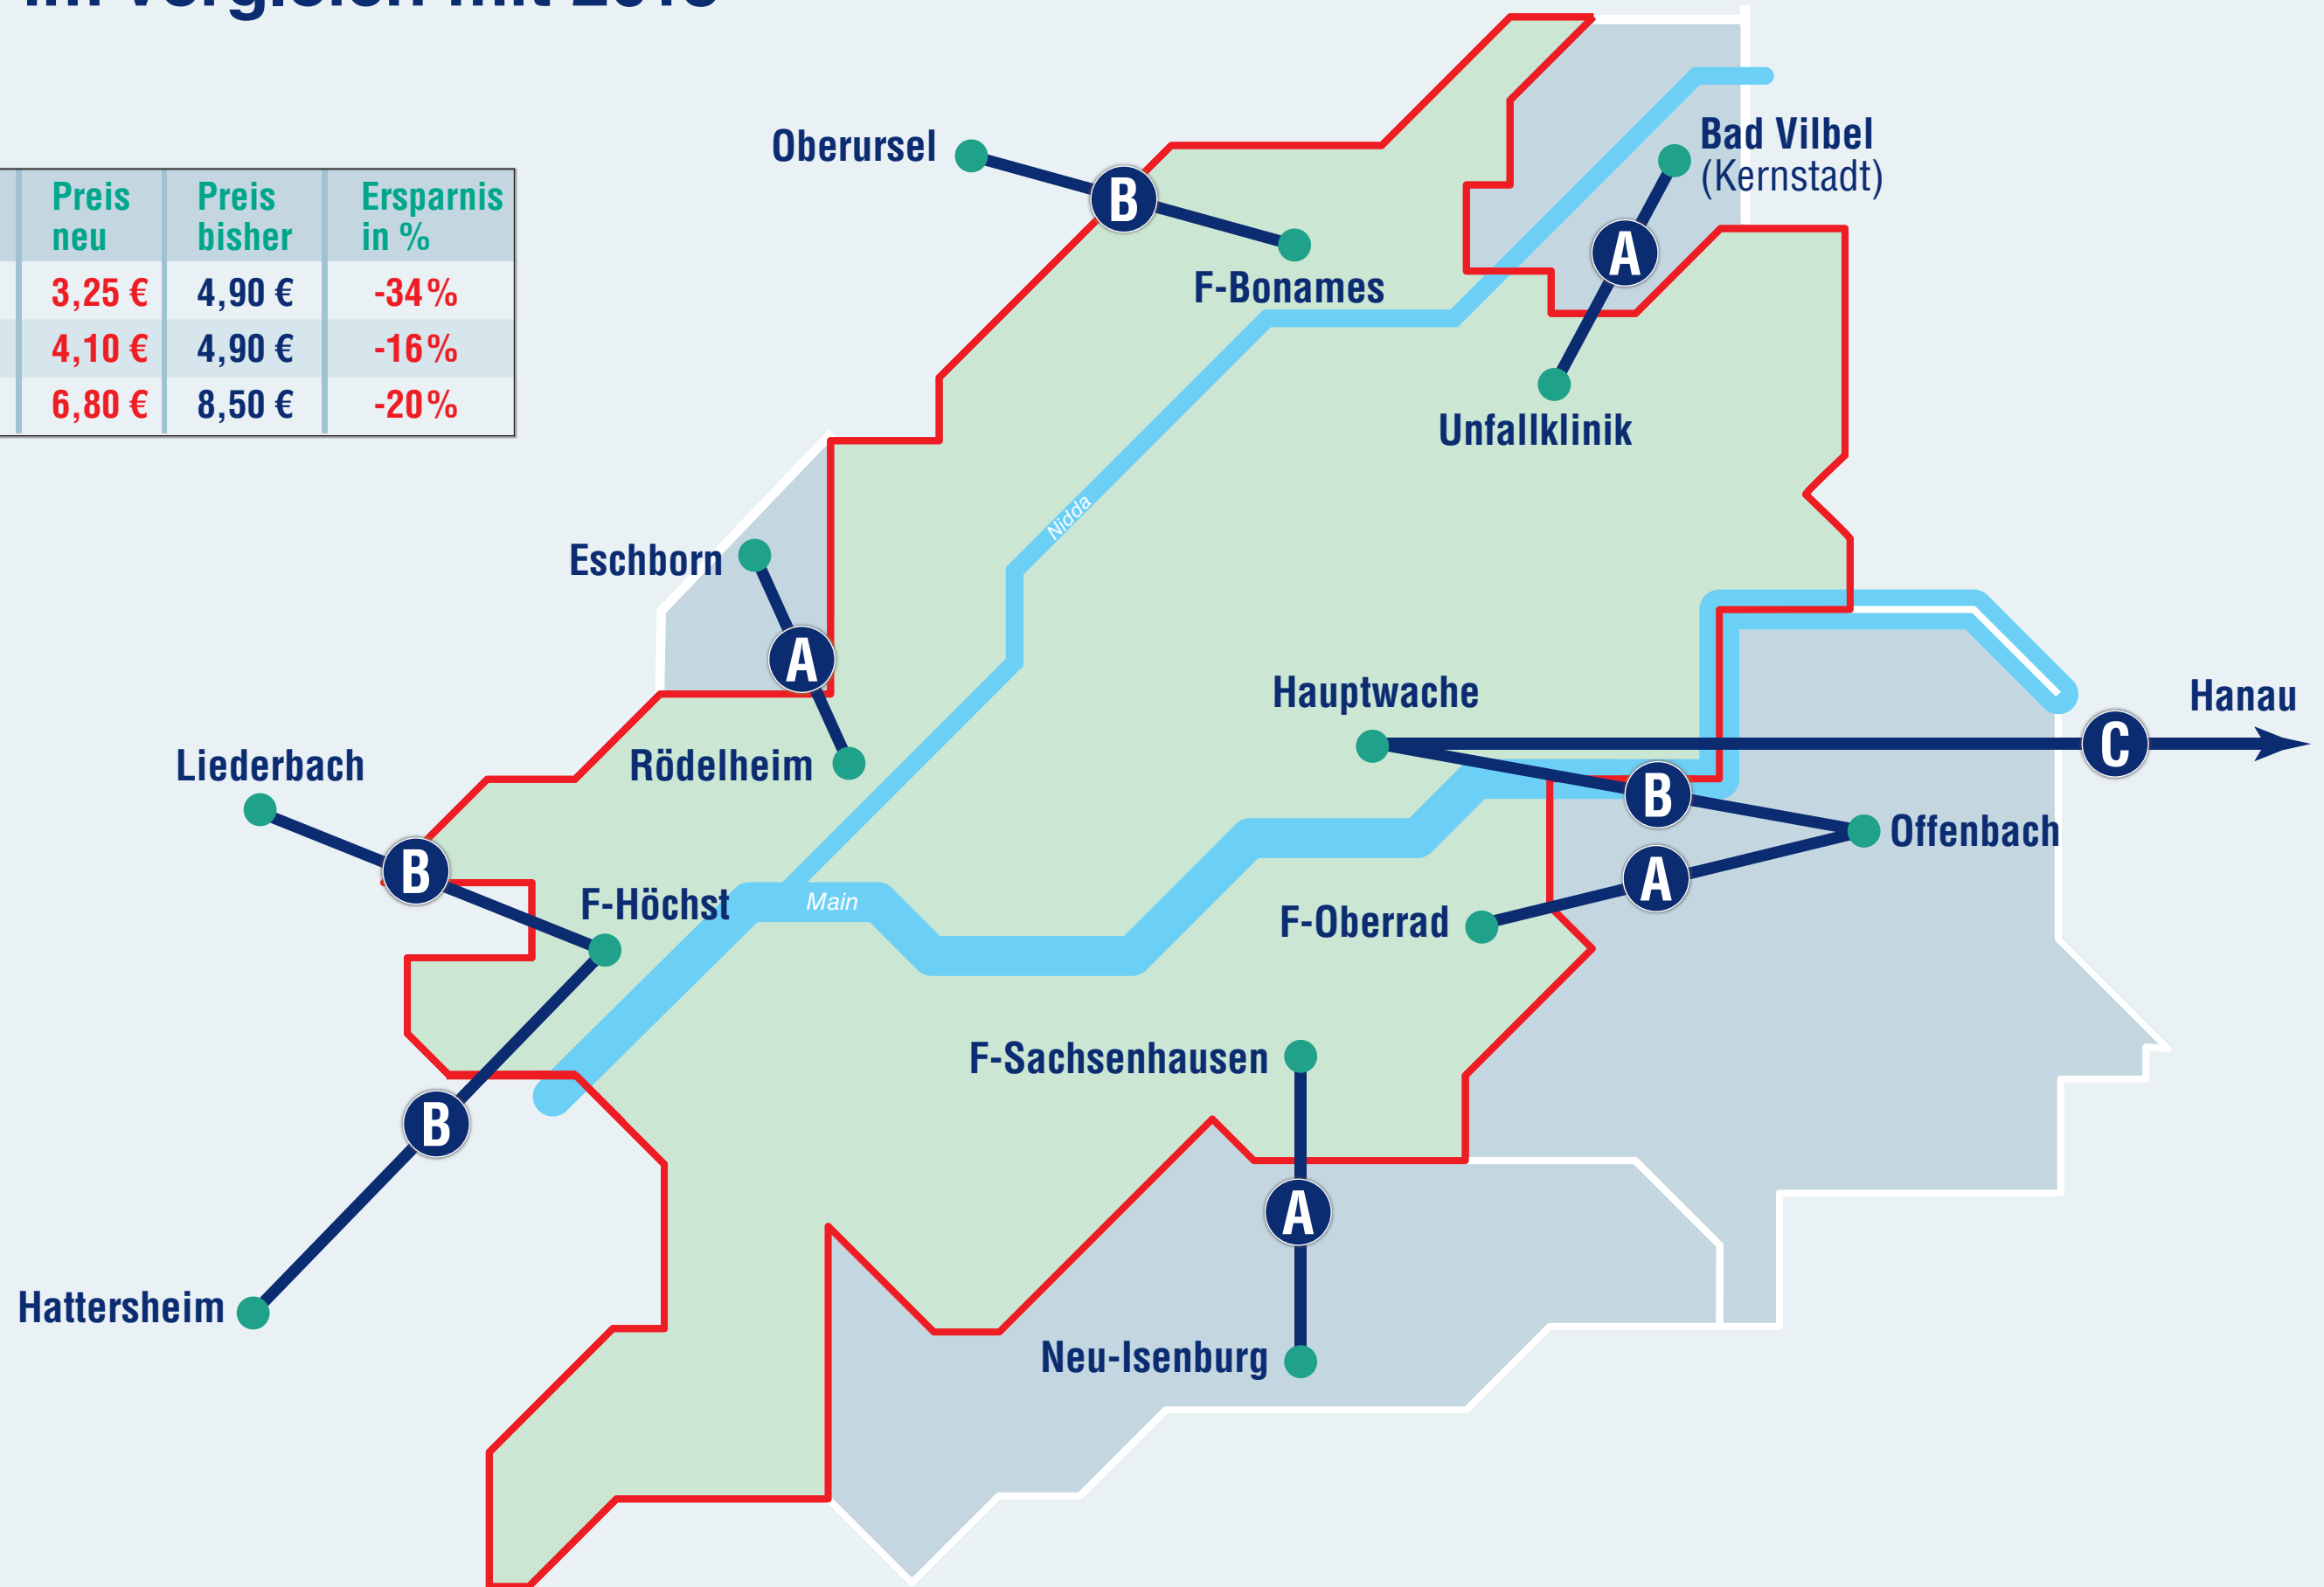 Preis neu
Preis bisher
Ersparnis in %
3,25 € 4,90 € -34%
4,10 € 4,90 € -16%
6,80 € 8,50 € -20%
Oberursel
B
F-Bonames
Bad Vilbel
(Kernstadt)
A
Unfallklinik
Nidda
Eschborn
A
Rödelheim
Hauptwache
Hanau
C
B
Offenbach
A
F-Oberrad
Liederbach
B
F-Höchst
Main
F-Sachsenhausen
B
A
Hattersheim
Neu-Isenburg